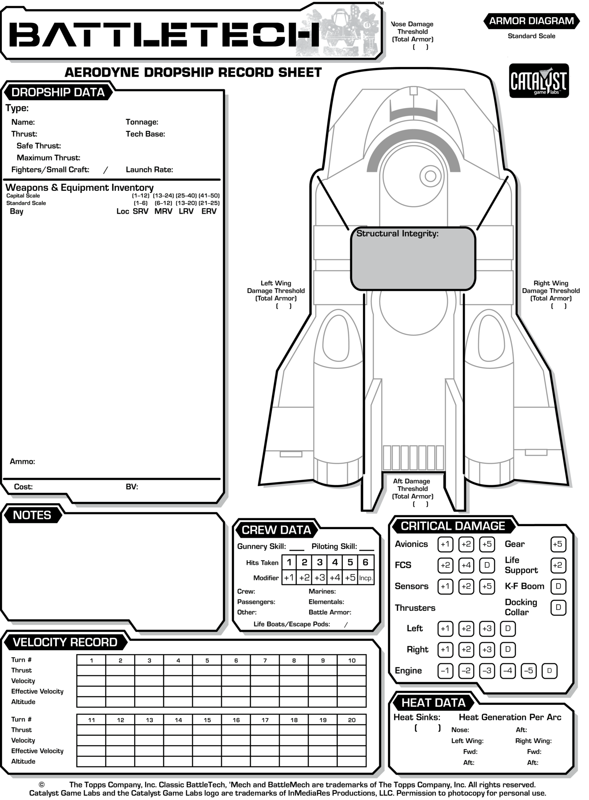 BATTLETECH™
AERODYNE DROPSHIP RECORD SHEET
Nose Damage
Threshold
(Total Armor)
(    )
ARMOR DIAGRAM
Standard Scale
CATALYST
game labs
DROPSHIP DATA
Type:
Name: Tonnage:
Thrust: Tech Base:
Safe Thrust:
Maximum Thrust:
Fighters/Small Craft: / Launch Rate:
Weapons & Equipment Inventory
Capital Scale (1–12) (13–24) (25–40) (41–50)
Standard Scale (1–6) (6–12) (13–20) (21–25)
Bay Loc SRV MRV LRV ERV
Ammo:
Cost: BV:
Structural Integrity:
Left Wing
Damage Threshold
(Total Armor)
(    )
Right Wing
Damage Threshold
(Total Armor)
(    )
Aft Damage
Threshold
(Total Armor)
(    )
NOTES
CREW DATA
Gunnery Skill: ___ Piloting Skill: ___
Hits Taken 1 2 3 4 5 6
Modifier +1 +2 +3 +4 +5 Incp.
Crew: Marines:
Passengers: Elementals:
Other: Battle Armor:
Life Boats/Escape Pods: /
CRITICAL DAMAGE
Avionics +1 +2 +5 Gear +5
FCS +2 +4 D Life Support +2
Sensors +1 +2 +5 K-F Boom D
Thrusters Docking Collar D
Left +1 +2 +3 D
Right +1 +2 +3 D
Engine –1 –2 –3 –4 –5 D
VELOCITY RECORD
Turn # 1 2 3 4 5 6 7 8 9 10
Thrust
Velocity
Effective Velocity
Altitude
Turn # 11 12 13 14 15 16 17 18 19 20
Thrust
Velocity
Effective Velocity
Altitude
HEAT DATA
Heat Sinks: Heat Generation Per Arc
(    ) Nose: Aft:
Left Wing: Right Wing:
Fwd: Fwd:
Aft: Aft:
© The Topps Company, Inc. Classic BattleTech, 'Mech and BattleMech are trademarks of The Topps Company, Inc. All rights reserved.
Catalyst Game Labs and the Catalyst Game Labs logo are trademarks of InMediaRes Productions, LLC. Permission to photocopy for personal use.